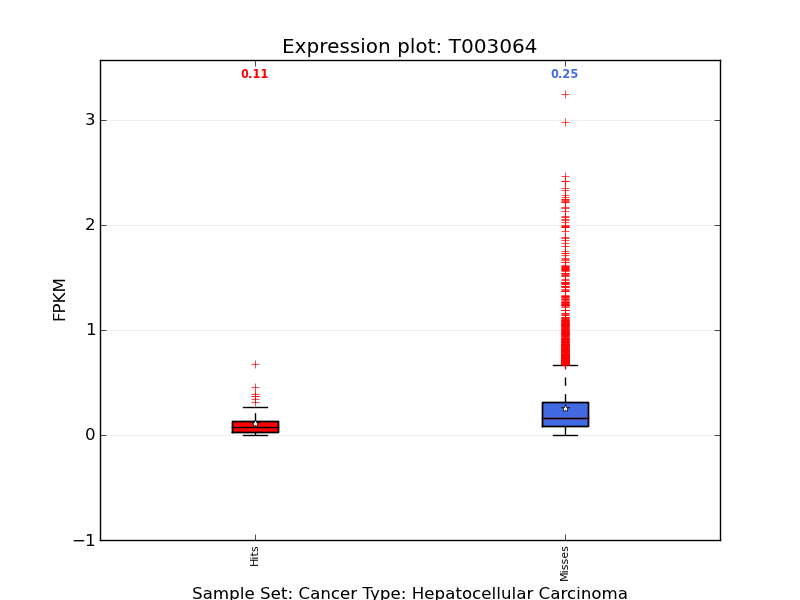 Expression plot: T003064
0.11
0.25
3
2
1
0
−1
FPKM
Hits
Misses
Sample Set: Cancer Type: Hepatocellular Carcinoma